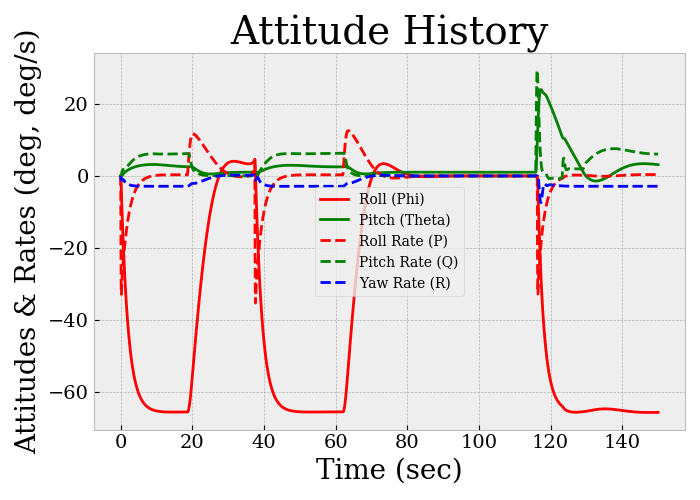 Attitude History
Attitudes & Rates (deg, deg/s)
20
0
−20
−40
−60
Roll (Phi)
Pitch (Theta)
Roll Rate (P)
Pitch Rate (Q)
Yaw Rate (R)
0 20 40 60 80 100 120 140
Time (sec)